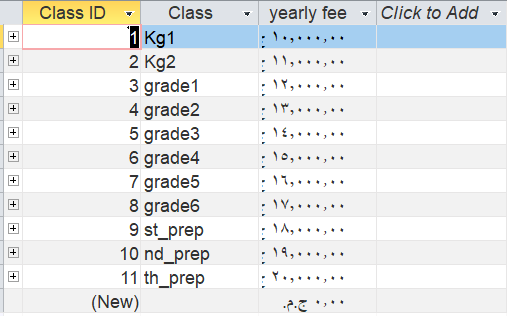 Class ID Class yearly fee Click to Add
1 Kg1 ١٠,٠٠٠,٠٠
2 Kg2 ١١,٠٠٠,٠٠
3 grade1 ١٢,٠٠٠,٠٠
4 grade2 ١٣,٠٠٠,٠٠
5 grade3 ١٤,٠٠٠,٠٠
6 grade4 ١٥,٠٠٠,٠٠
7 grade5 ١٦,٠٠٠,٠٠
8 grade6 ١٧,٠٠٠,٠٠
9 st_prep ١٨,٠٠٠,٠٠
10 nd_prep ١٩,٠٠٠,٠٠
11 th_prep ٢٠,٠٠٠,٠٠
(New) ج.م. ٠,٠٠